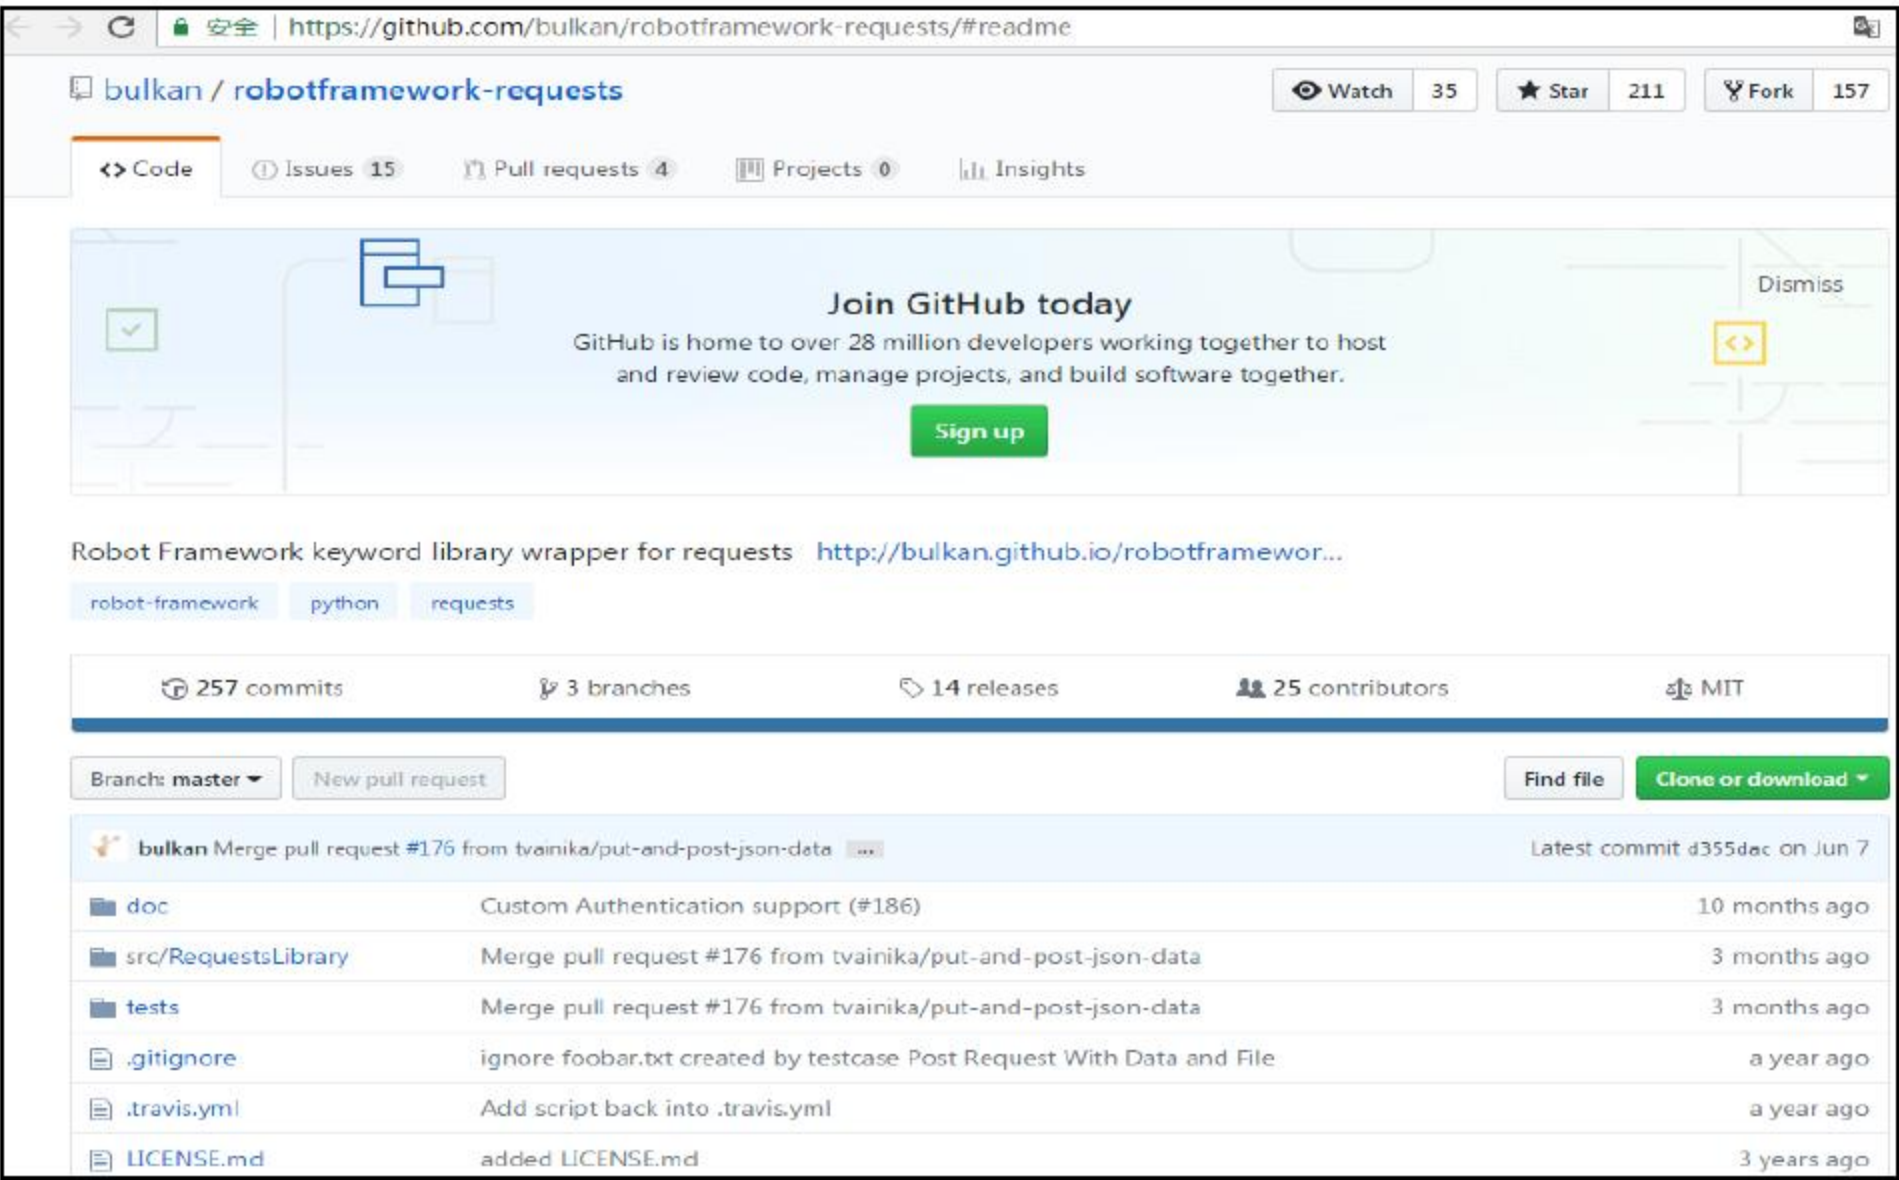 安全 | https://github.com/bulkan/robotframework-requests/#readme
bulkan / robotframework-requests Watch 35 Star 211 Fork 157
<> Code Issues 15 Pull requests 4 Projects 0 Insights
Dismiss
Join GitHub today
GitHub is home to over 28 million developers working together to host
and review code, manage projects, and build software together.
Sign up
Robot Framework keyword library wrapper for requests http://bulkan.github.io/robotframewor...
robot-framework python requests
257 commits 3 branches 14 releases 25 contributors MIT
Branch: master New pull request Find file Clone or download
bulkan Merge pull request #176 from tvainika/put-and-post-json-data ... Latest commit d355dac on Jun 7
doc Custom Authentication support (#186) 10 months ago
src/RequestsLibrary Merge pull request #176 from tvainika/put-and-post-json-data 3 months ago
tests Merge pull request #176 from tvainika/put-and-post-json-data 3 months ago
.gitignore ignore foobar.txt created by testcase Post Request With Data and File a year ago
.travis.yml Add script back into .travis.yml a year ago
LICENSE.md added LICENSE.md 3 years ago